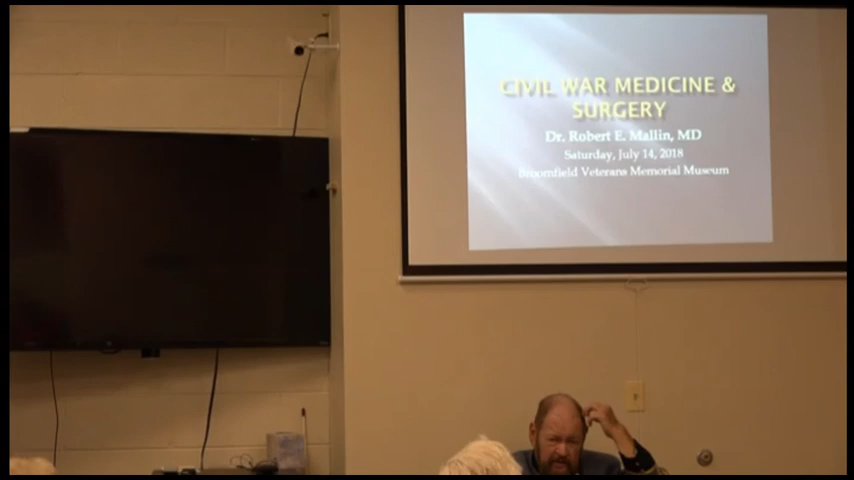 CIVIL WAR MEDICINE &
SURGERY
Dr. Robert E. Mallin, MD
Saturday, July 14, 2018
Broomfield Veterans Memorial Museum